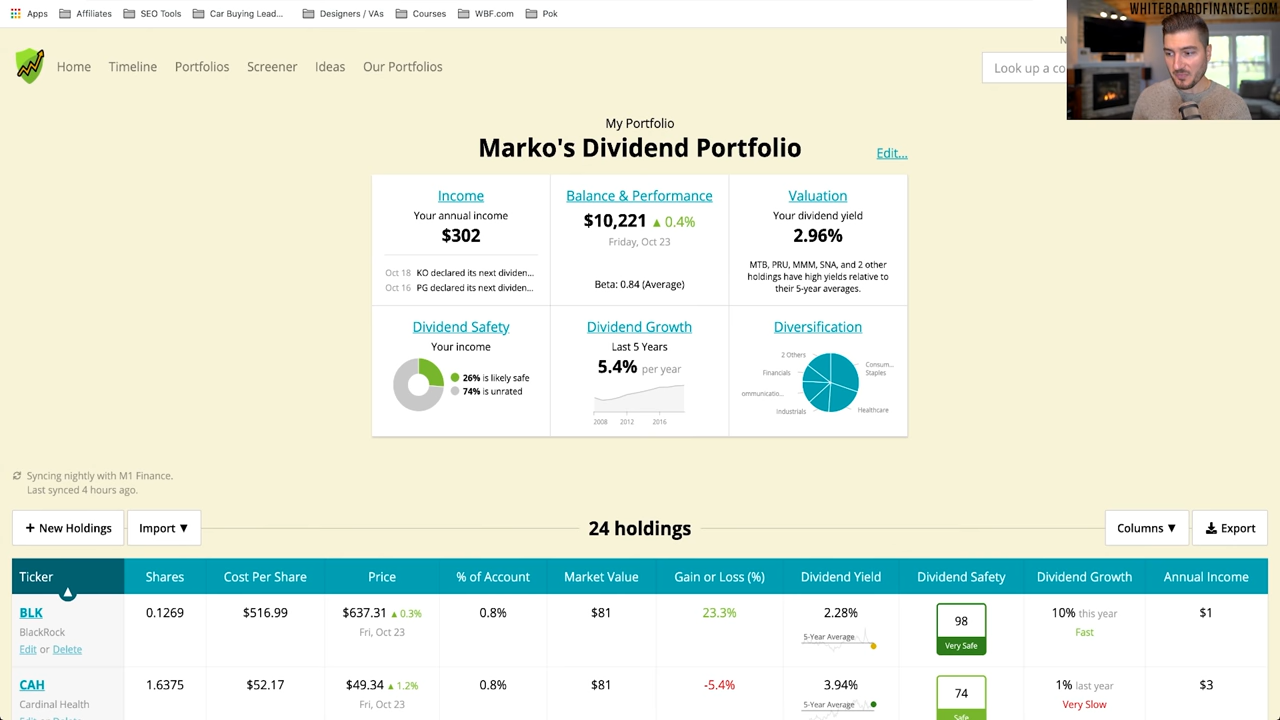 Apps Affiliates SEO Tools Car Buying Lead... Designers / VAs Courses WBF.com Pok
WHITEBOARDFINANCE.COM
Home Timeline Portfolios Screener Ideas Our Portfolios
Look up a co
My Portfolio
Marko's Dividend Portfolio
Edit...
Income
Your annual income
$302
Oct 18 KO declared its next dividen...
Oct 16 PG declared its next dividen...
Balance & Performance
$10,221 ▲ 0.4%
Friday, Oct 23
Beta: 0.84 (Average)
Valuation
Your dividend yield
2.96%
MTB, PRU, MMM, SNA, and 2 other
holdings have high yields relative to
their 5-year averages.
Dividend Safety
Your income
26% is likely safe
74% is unrated
Dividend Growth
Last 5 Years
5.4% per year
2008 2012 2016
Diversification
2 Others
Financials
ommunicatio...
Industrials
Consum...
Staples
Healthcare
Syncing nightly with M1 Finance.
Last synced 4 hours ago.
+ New Holdings
Import ▼
24 holdings
Columns ▼
Export
Ticker Shares Cost Per Share Price % of Account Market Value Gain or Loss (%) Dividend Yield Dividend Safety Dividend Growth Annual Income
BLK 0.1269 $516.99 $637.31 ▲ 0.3% 0.8% $81 23.3% 2.28% 98 10% this year $1
BlackRock Fri, Oct 23 5-Year Average Very Safe Fast
Edit or Delete
CAH 1.6375 $52.17 $49.34 ▲ 1.2% 0.8% $81 -5.4% 3.94% 74 1% last year $3
Cardinal Health Fri, Oct 23 5-Year Average Safe Very Slow
Edit or Delete